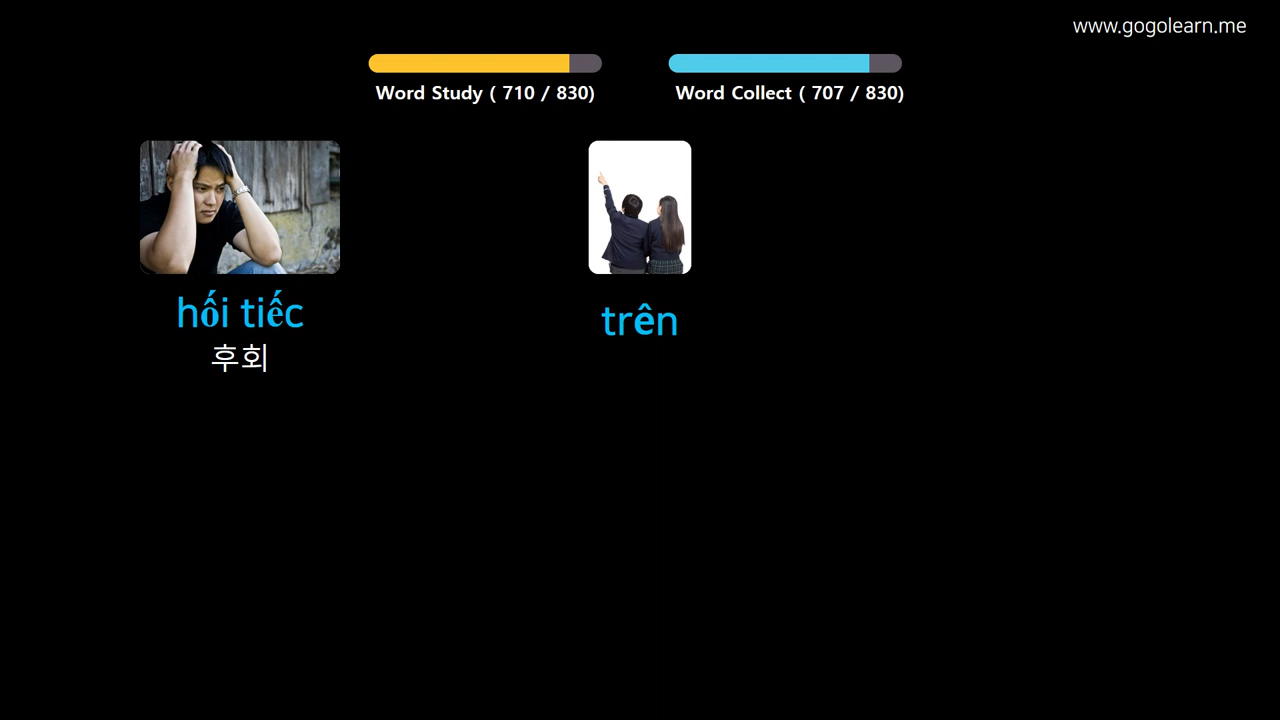 www.gogolearn.me
Word Study ( 710 / 830)
Word Collect ( 707 / 830)
hối tiếc
후회
trên